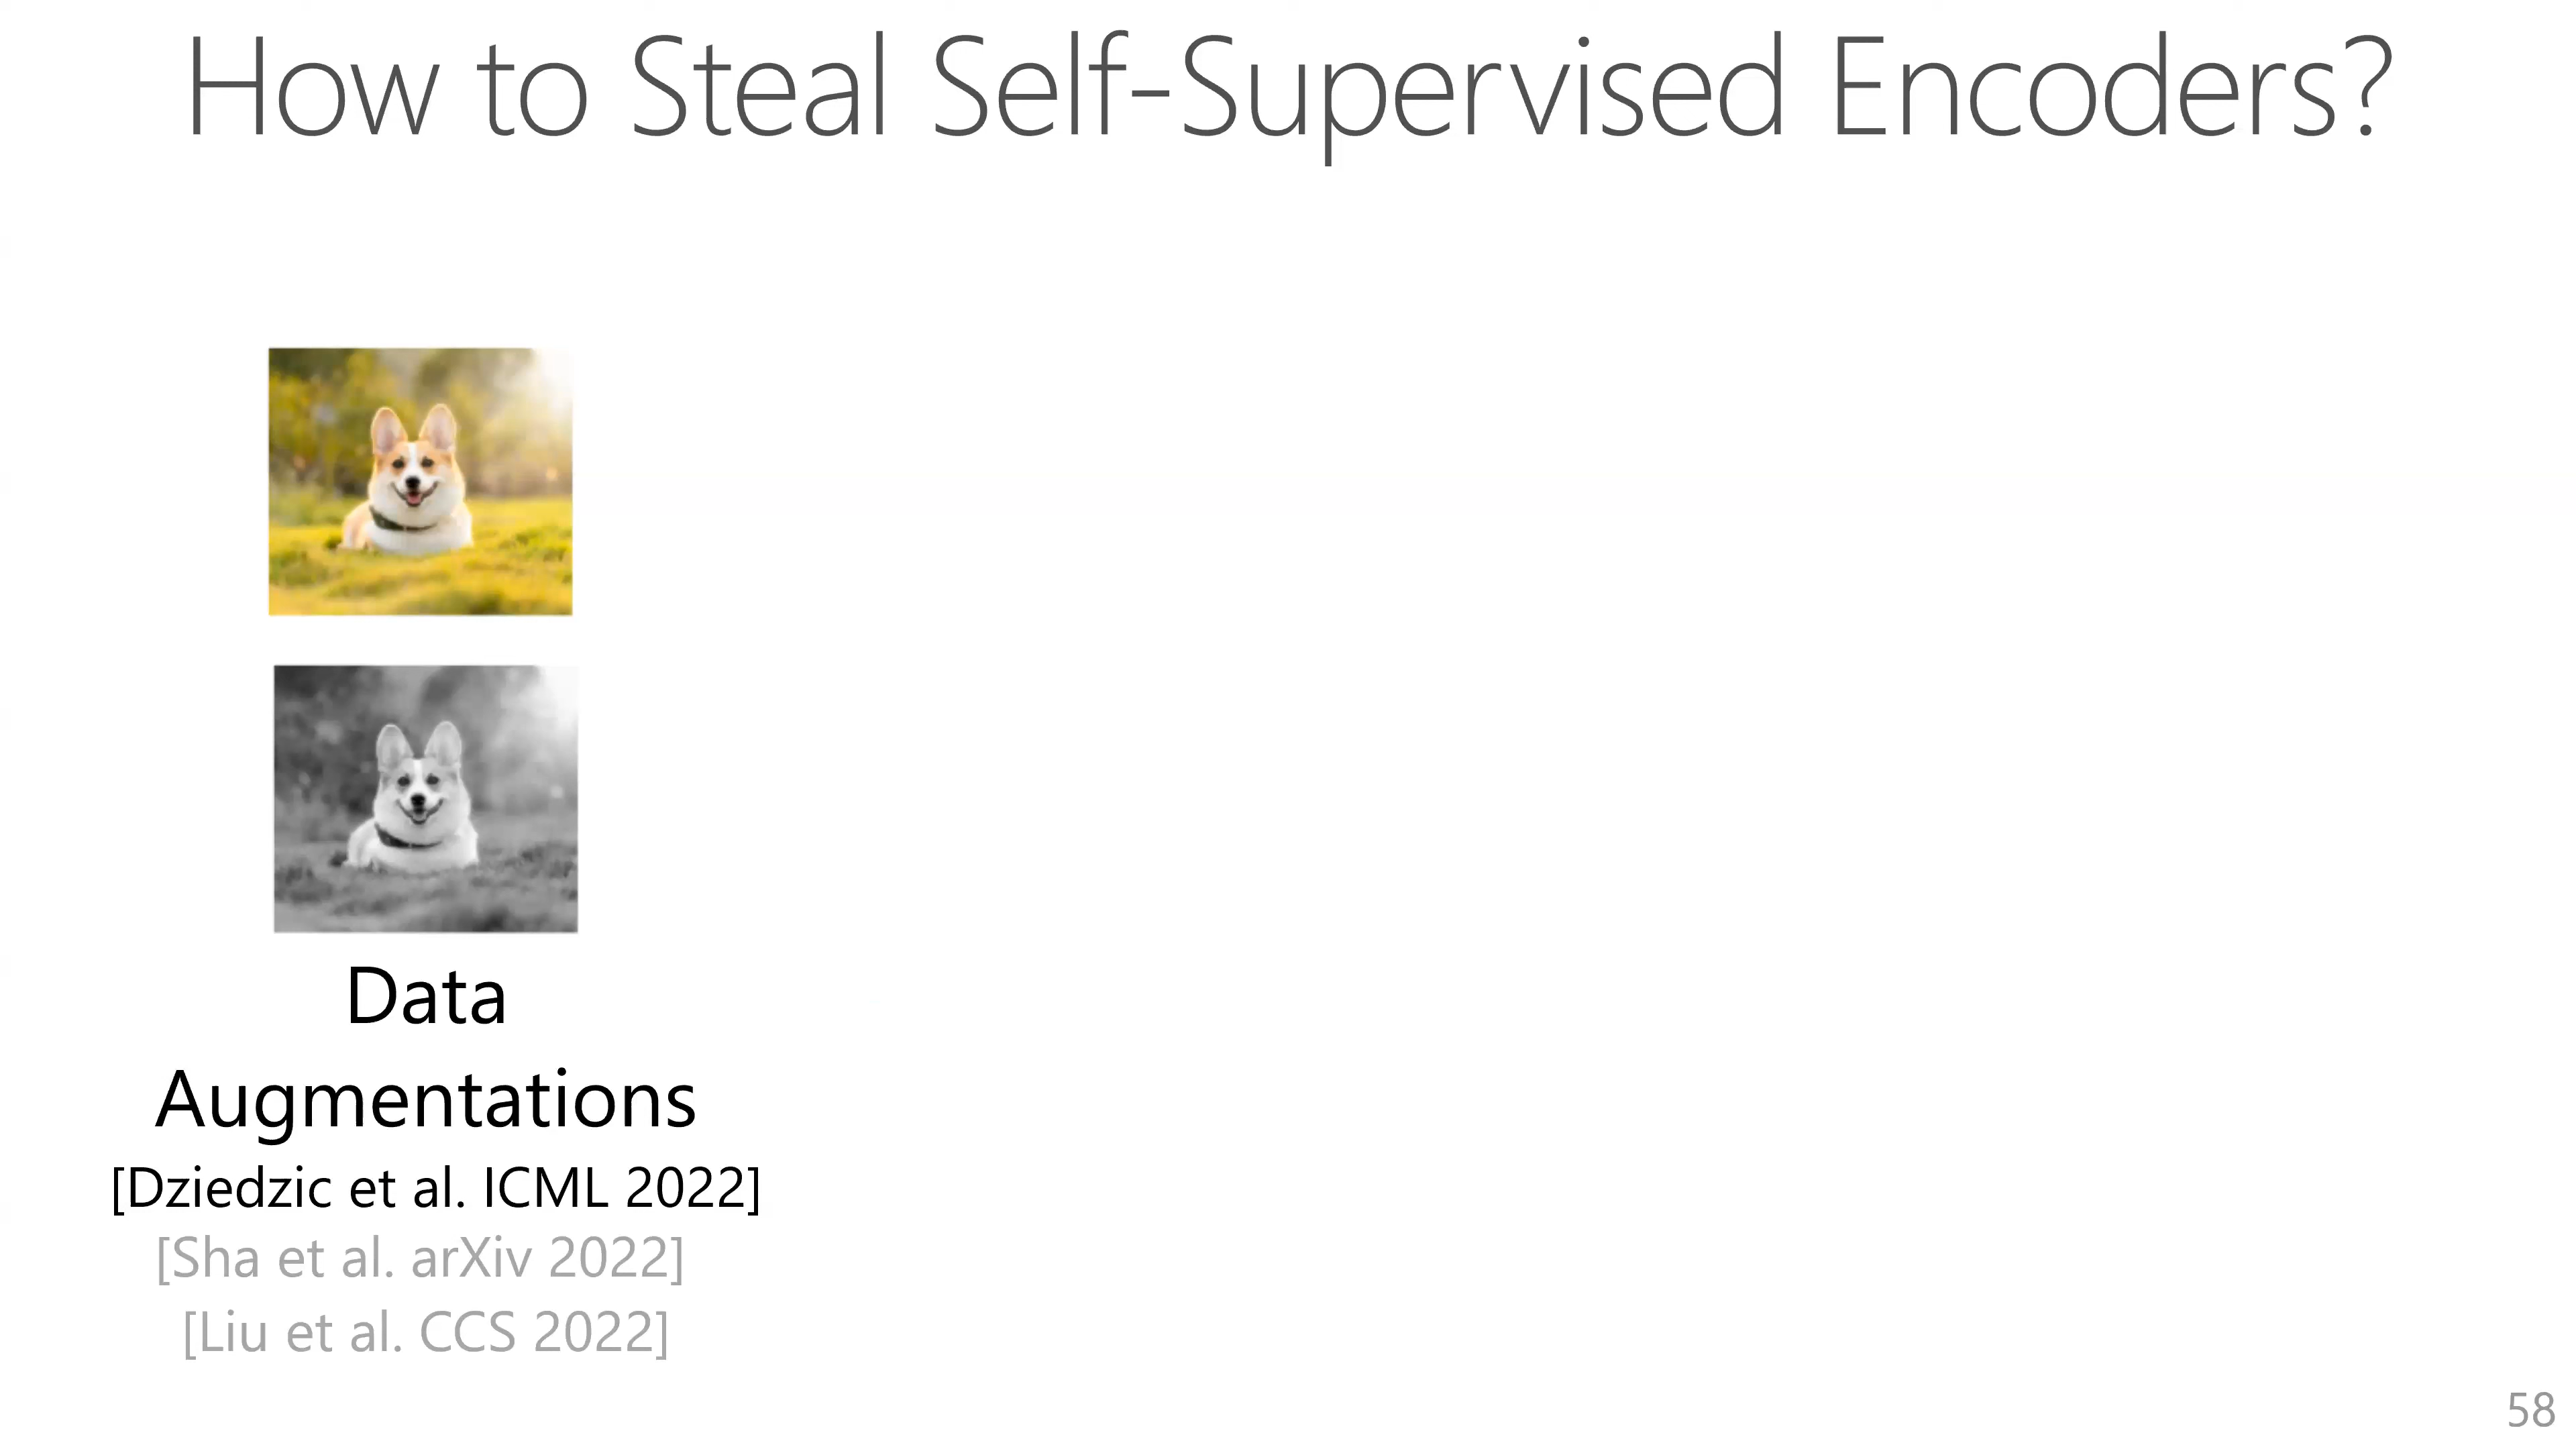 How to Steal Self-Supervised Encoders?
Data
Augmentations
[Dziedzic et al. ICML 2022]
[Sha et al. arXiv 2022]
[Liu et al. CCS 2022]
58